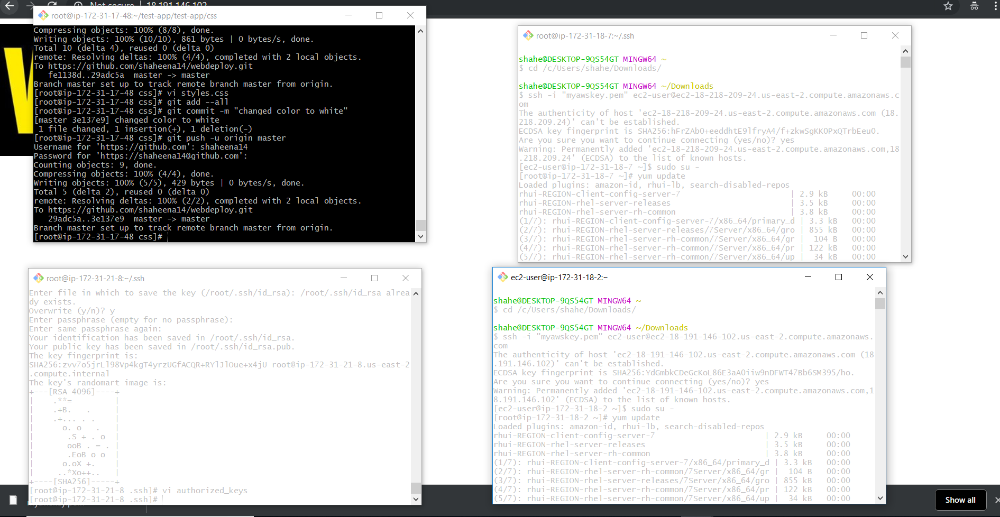 Not secure | 18.191.146.102
root@ip-172-31-17-48:~/test-app/test-app/css
Compressing objects: 100% (8/8), done.
Writing objects: 100% (10/10), 861 bytes | 0 bytes/s, done.
Total 10 (delta 4), reused 0 (delta 0)
remote: Resolving deltas: 100% (4/4), completed with 2 local objects.
To https://github.com/shaheena14/webdeploy.git
   fe1138d..29adc5a  master -> master
Branch master set up to track remote branch master from origin.
[root@ip-172-31-17-48 css]# vi styles.css
[root@ip-172-31-17-48 css]# git add --all
[root@ip-172-31-17-48 css]# git commit -m "changed color to white"
[master 3e137e9] changed color to white
 1 file changed, 1 insertion(+), 1 deletion(-)
[root@ip-172-31-17-48 css]# git push -u origin master
Username for 'https://github.com': shaheena14
Password for 'https://shaheena14@github.com':
Counting objects: 9, done.
Compressing objects: 100% (4/4), done.
Writing objects: 100% (5/5), 429 bytes | 0 bytes/s, done.
Total 5 (delta 2), reused 0 (delta 0)
remote: Resolving deltas: 100% (2/2), completed with 2 local objects.
To https://github.com/shaheena14/webdeploy.git
   29adc5a..3e137e9  master -> master
Branch master set up to track remote branch master from origin.
[root@ip-172-31-17-48 css]#
root@ip-172-31-18-7:~/.ssh
shahe@DESKTOP-9QS54GT MINGW64 ~
$ cd /c/Users/shahe/Downloads/
shahe@DESKTOP-9QS54GT MINGW64 ~/Downloads
$ ssh -i "myawskey.pem" ec2-user@ec2-18-218-209-24.us-east-2.compute.amazonaws.c
om
The authenticity of host 'ec2-18-218-209-24.us-east-2.compute.amazonaws.com (18.
218.209.24)' can't be established.
ECDSA key fingerprint is SHA256:hFrZAb0+eeddhtE9lfryA4/f+zkwSgKK0PxQTrbEeu0.
Are you sure you want to continue connecting (yes/no)? yes
Warning: Permanently added 'ec2-18-218-209-24.us-east-2.compute.amazonaws.com,18
.218.209.24' (ECDSA) to the list of known hosts.
[ec2-user@ip-172-31-18-7 ~]$ sudo su -
[root@ip-172-31-18-7 ~]# yum update
Loaded plugins: amazon-id, rhui-lb, search-disabled-repos
rhui-REGION-client-config-server-7 | 2.9 kB 00:00
rhui-REGION-rhel-server-releases | 3.5 kB 00:00
rhui-REGION-rhel-server-rh-common | 3.8 kB 00:00
(1/7): rhui-REGION-client-config-server-7/x86_64/primary_d | 3.3 kB 00:00
(2/7): rhui-REGION-rhel-server-releases/7Server/x86_64/gro | 855 kB 00:00
(3/7): rhui-REGION-rhel-server-rh-common/7Server/x86_64/gr | 104 B 00:00
(4/7): rhui-REGION-rhel-server-rh-common/7Server/x86_64/pr | 122 kB 00:00
(5/7): rhui-REGION-rhel-server-rh-common/7Server/x86_64/up | 34 kB 00:00
root@ip-172-31-21-8:~/.ssh
Enter file in which to save the key (/root/.ssh/id_rsa): /root/.ssh/id_rsa alrea
dy exists.
Overwrite (y/n)? y
Enter passphrase (empty for no passphrase):
Enter same passphrase again:
Your identification has been saved in /root/.ssh/id_rsa.
Your public key has been saved in /root/.ssh/id_rsa.pub.
The key fingerprint is:
SHA256:zvv7o5jrLl98Vp4kgT4yrzUGfACQR+RYlJlOue+x4jU root@ip-172-31-21-8.us-east-2
.compute.internal
The key's randomart image is:
+---[RSA 4096]----+
|    .**=         |
|    .+B.   .     |
|    .+... . .    |
|      o. o   .   |
|       .S + . o  |
|       ooB . = . |
|       .EoB o o  |
|      o.oX +.    |
|     ..*Xo++..   |
+----[SHA256]-----+
[root@ip-172-31-21-8 .ssh]# vi authorized_keys
[root@ip-172-31-21-8 .ssh]#
ec2-user@ip-172-31-18-2:~
shahe@DESKTOP-9QS54GT MINGW64 ~
$ cd /c/Users/shahe/Downloads/
shahe@DESKTOP-9QS54GT MINGW64 ~/Downloads
$ ssh -i "myawskey.pem" ec2-user@ec2-18-191-146-102.us-east-2.compute.amazonaws.
com
The authenticity of host 'ec2-18-191-146-102.us-east-2.compute.amazonaws.com (18
.191.146.102)' can't be established.
ECDSA key fingerprint is SHA256:YdGmbkCDeGcKoL86E3aAOiiw9nDFWT47Bb6SM395/ho.
Are you sure you want to continue connecting (yes/no)? yes
Warning: Permanently added 'ec2-18-191-146-102.us-east-2.compute.amazonaws.com,1
8.191.146.102' (ECDSA) to the list of known hosts.
[ec2-user@ip-172-31-18-2 ~]$ sudo su -
[root@ip-172-31-18-2 ~]# yum update
Loaded plugins: amazon-id, rhui-lb, search-disabled-repos
rhui-REGION-client-config-server-7 | 2.9 kB 00:00
rhui-REGION-rhel-server-releases | 3.5 kB 00:00
rhui-REGION-rhel-server-rh-common | 3.8 kB 00:00
(1/7): rhui-REGION-client-config-server-7/x86_64/primary_d | 3.3 kB 00:00
(2/7): rhui-REGION-rhel-server-rh-common/7Server/x86_64/gr | 104 B 00:00
(3/7): rhui-REGION-rhel-server-releases/7Server/x86_64/gro | 855 kB 00:00
(4/7): rhui-REGION-rhel-server-rh-common/7Server/x86_64/pr | 122 kB 00:00
(5/7): rhui-REGION-rhel-server-rh-common/7Server/x86_64/up | 34 kB 00:00
Show all